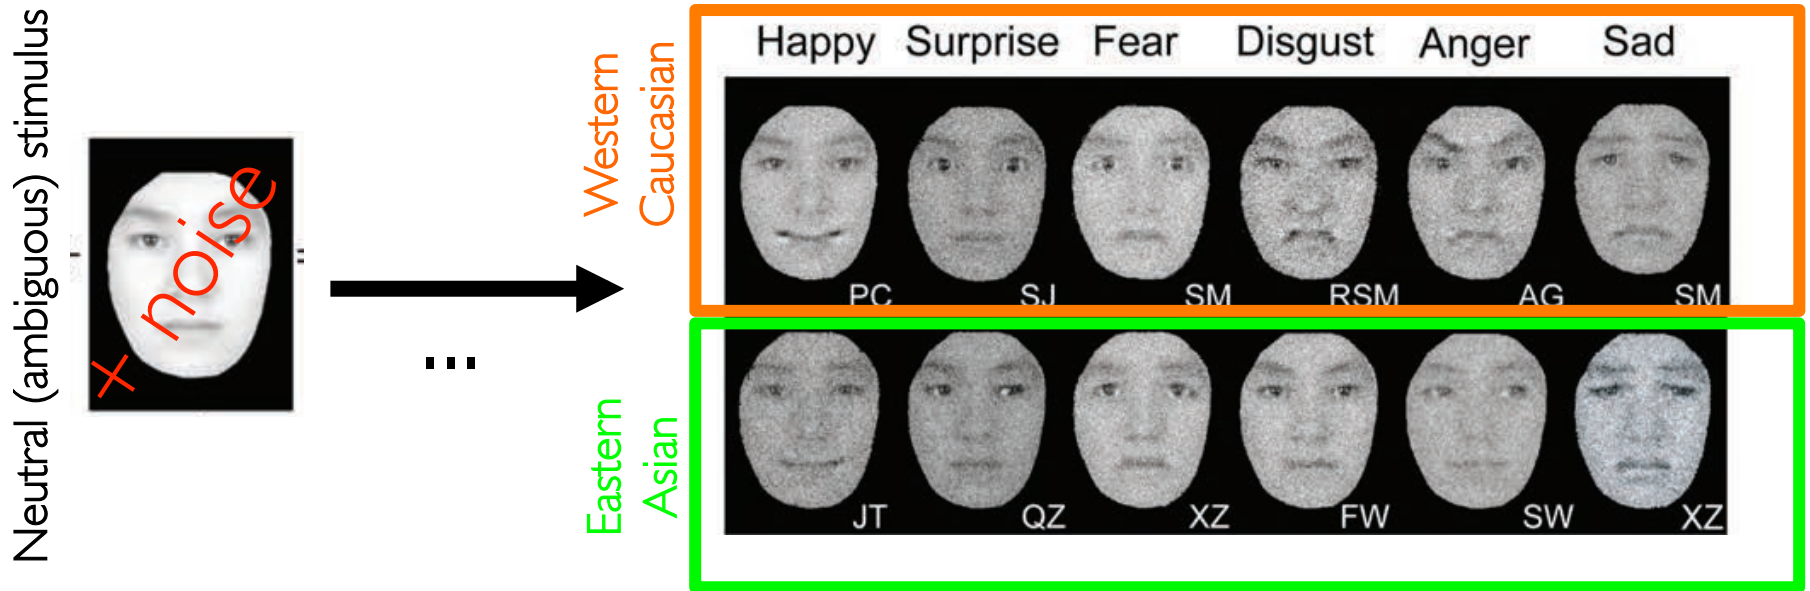 Neutral (ambiguous) stimulus
+ noise
...
Western
Caucasian
Happy Surprise Fear Disgust Anger Sad
PC SJ SM RSM AG SM
Eastern
Asian
JT QZ XZ FW SW XZ